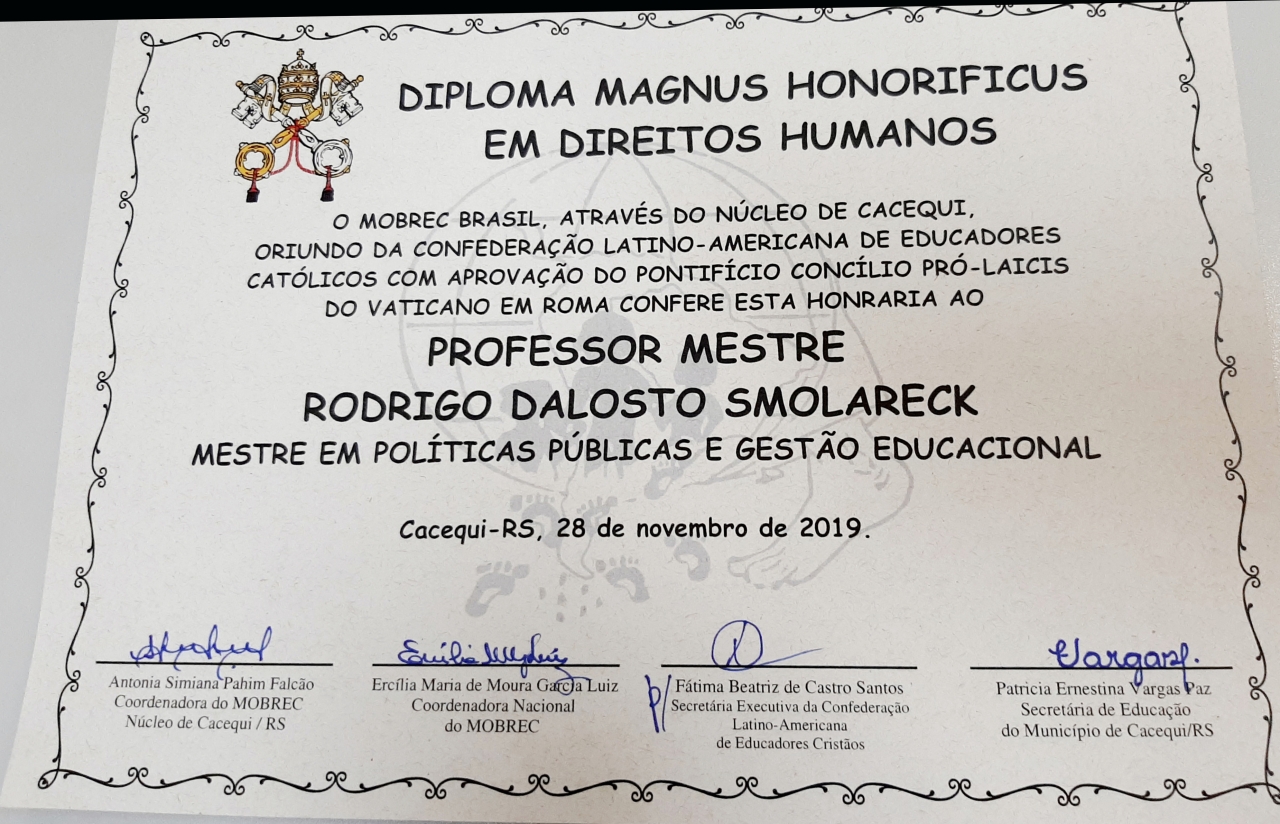 DIPLOMA MAGNUS HONORIFICUS
EM DIREITOS HUMANOS
O MOBREC BRASIL, ATRAVÉS DO NÚCLEO DE CACEQUI,
ORIUNDO DA CONFEDERAÇÃO LATINO-AMERICANA DE EDUCADORES
CATÓLICOS COM APROVAÇÃO DO PONTIFÍCIO CONCÍLIO PRÓ-LAICIS
DO VATICANO EM ROMA CONFERE ESTA HONRARIA AO
PROFESSOR MESTRE
RODRIGO DALOSTO SMOLARECK
MESTRE EM POLÍTICAS PÚBLICAS E GESTÃO EDUCACIONAL
Cacequi-RS, 28 de novembro de 2019.
Antonia Simiana Pahim Falcão
Coordenadora do MOBREC
Núcleo de Cacequi / RS
Ercília Maria de Moura Garcia Luiz
Coordenadora Nacional
do MOBREC
p/ Fátima Beatriz de Castro Santos
Secretária Executiva da Confederação
Latino-Americana
de Educadores Cristãos
Vargas
Patricia Ernestina Vargas Paz
Secretária de Educação
do Município de Cacequi/RS